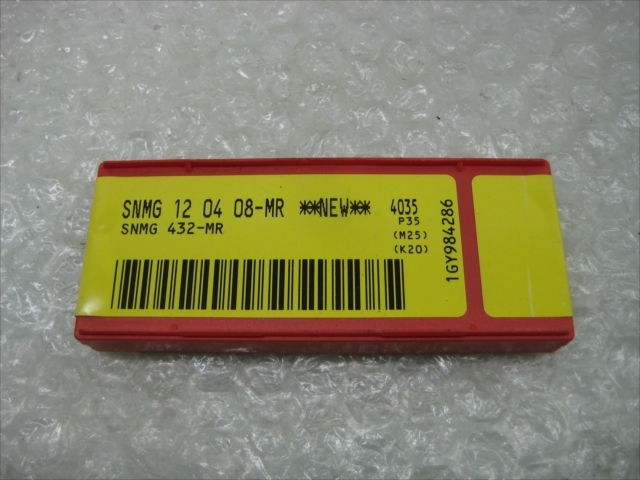 SNMG 12 04 08-MR **NEW** 4035
SNMG 432-MR
P35
(M25)
(K20)
1GY984286